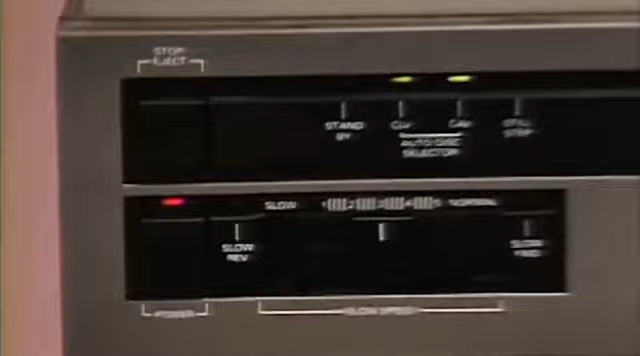 STOP
EJECT
STAND
BY
CLV
CAV
STILL
STEP
AUTO DISC
SELECTOR
SLOW
NORMAL
SLOW
REV
SLOW
FWD
POWER
SLOW SPEED